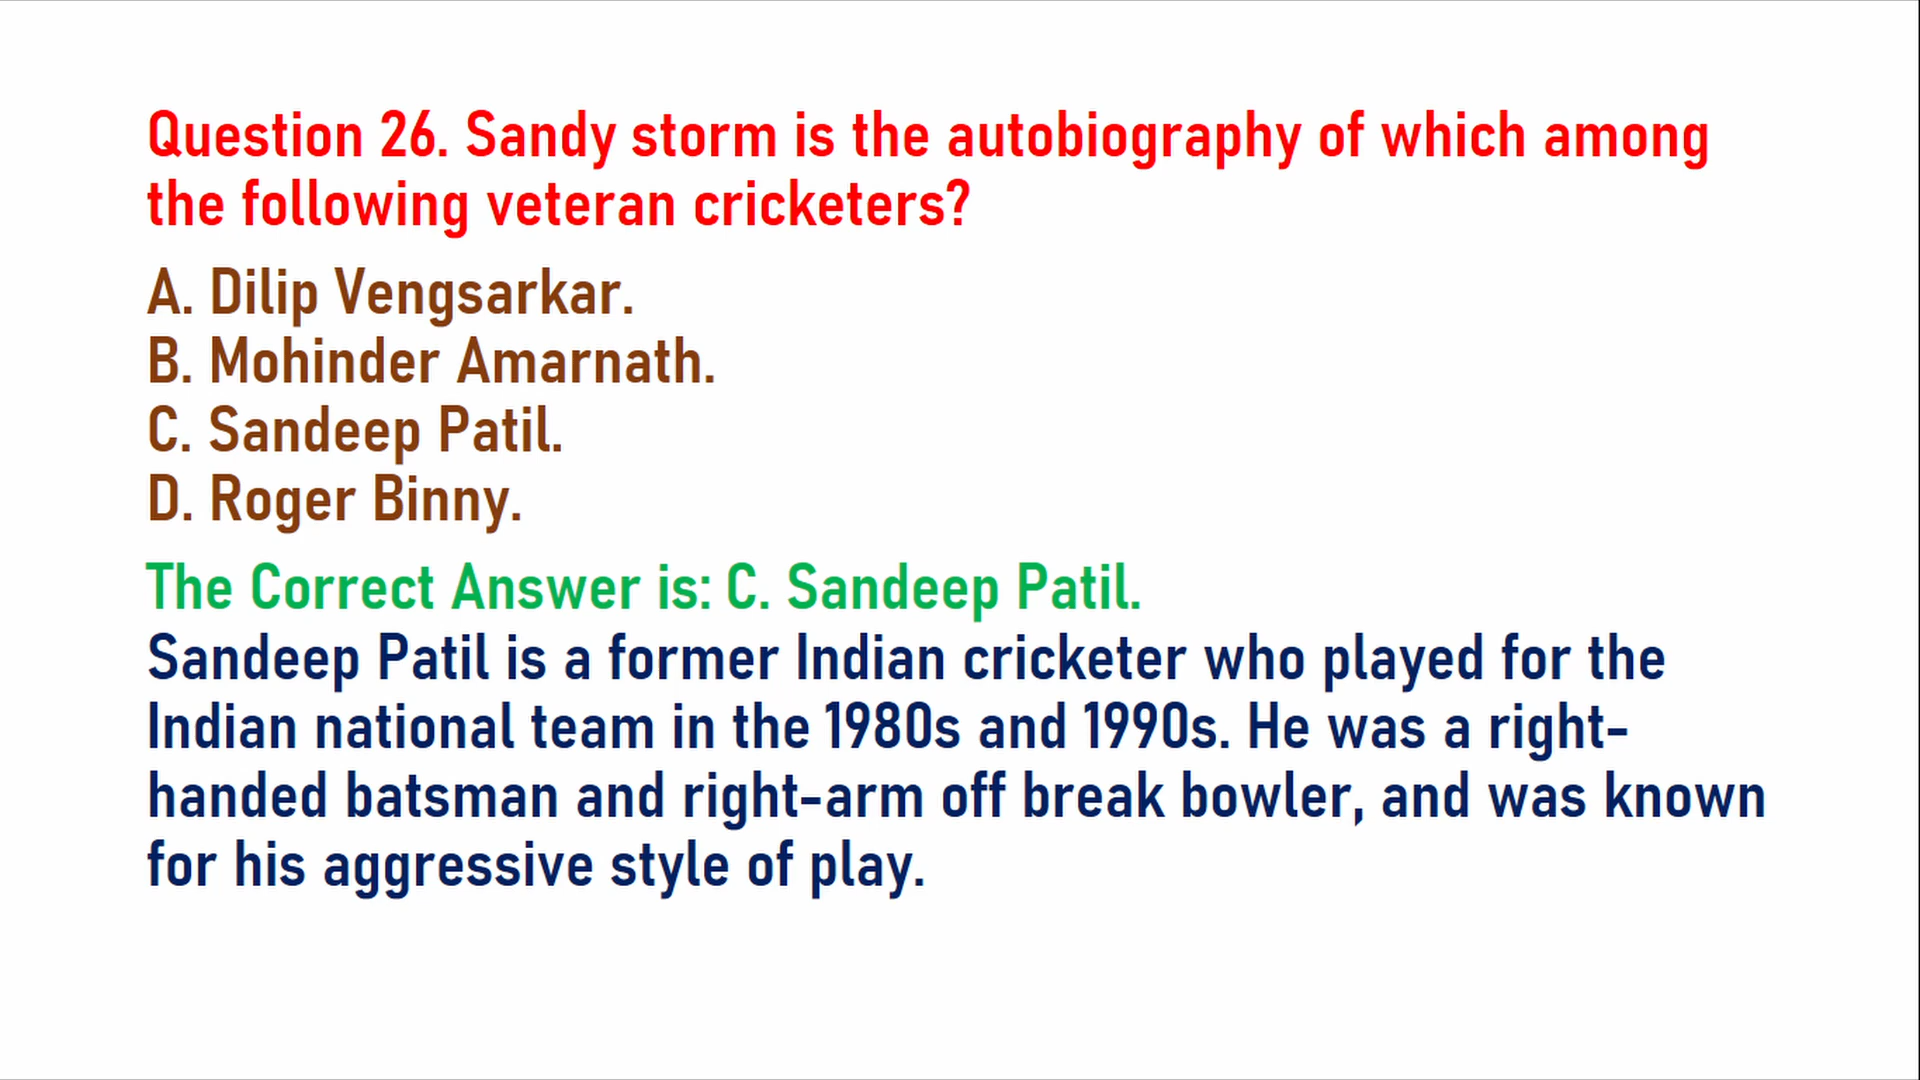 Question 26. Sandy storm is the autobiography of which among
the following veteran cricketers?
A. Dilip Vengsarkar.
B. Mohinder Amarnath.
C. Sandeep Patil.
D. Roger Binny.
The Correct Answer is: C. Sandeep Patil.
Sandeep Patil is a former Indian cricketer who played for the
Indian national team in the 1980s and 1990s. He was a right-
handed batsman and right-arm off break bowler, and was known
for his aggressive style of play.